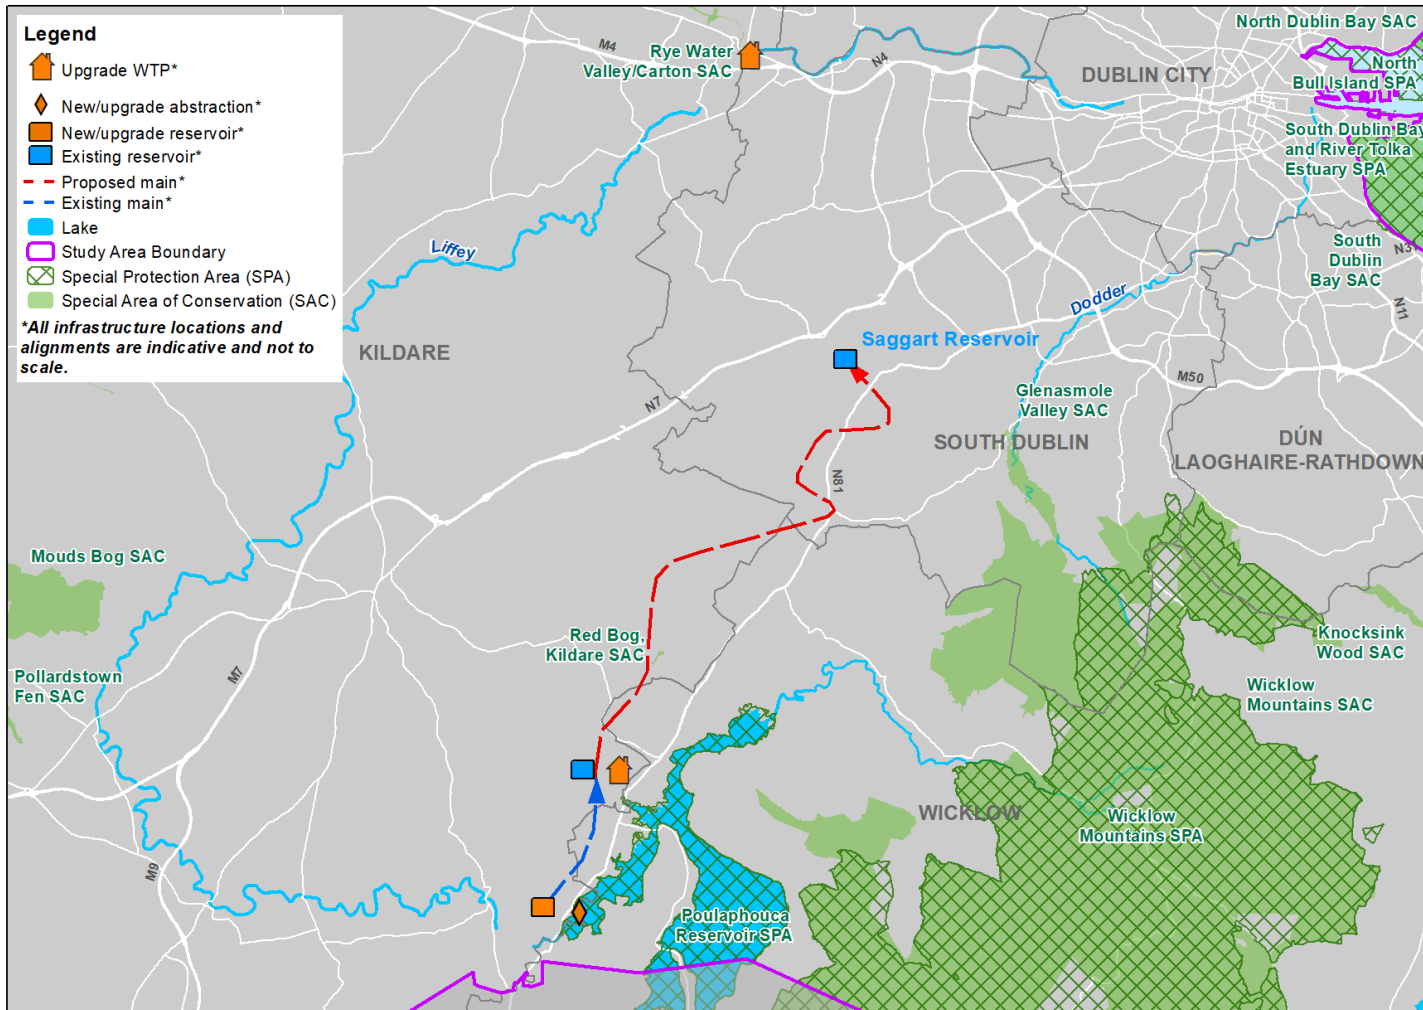 Legend
Upgrade WTP*
New/upgrade abstraction*
New/upgrade reservoir*
Existing reservoir*
Proposed main*
Existing main*
Lake
Study Area Boundary
Special Protection Area (SPA)
Special Area of Conservation (SAC)
*All infrastructure locations and
alignments are indicative and not to
scale.
M4
Rye Water
Valley/Carton SAC
N4
DUBLIN CITY
North Dublin Bay SAC
North
Bull Island SPA
South Dublin Bay
and River Tolka
Estuary SPA
South
Dublin
Bay SAC
N31
N11
Liffey
Dodder
KILDARE
Saggart Reservoir
M50
N7
Glenasmole
Valley SAC
SOUTH DUBLIN
DÚN
LAOGHAIRE-RATHDOWN
N81
Mouds Bog SAC
Red Bog,
Kildare SAC
Knocksink
Wood SAC
Pollardstown
Fen SAC
M7
Wicklow
Mountains SAC
WICKLOW
Wicklow
Mountains SPA
M9
Poulaphouca
Reservoir SPA